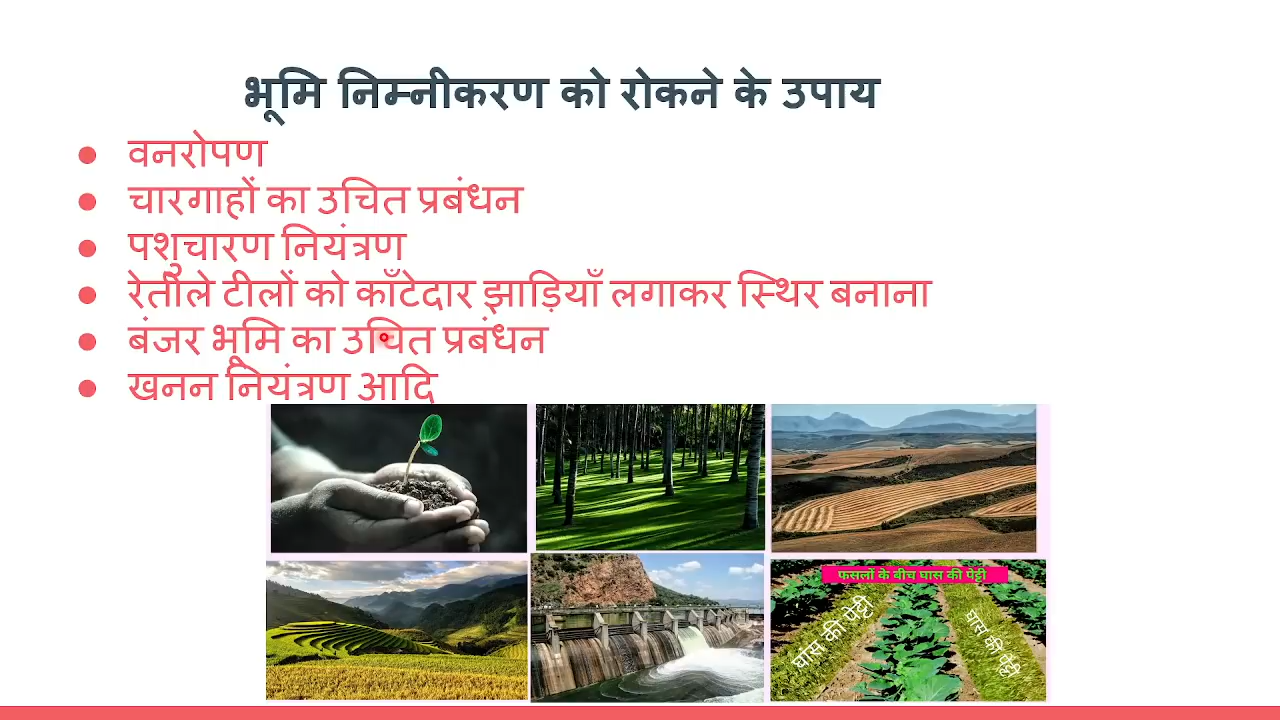 भूमि निम्नीकरण को रोकने के उपाय
● वनरोपण
● चारगाहों का उचित प्रबंधन
● पशुचारण नियंत्रण
● रेतीले टीलों को काँटेदार झाड़ियाँ लगाकर स्थिर बनाना
● बंजर भूमि का उचित प्रबंधन
● खनन नियंत्रण आदि
फसलों के बीच घास की पेट्टी
घांस की पेट्टी
घास की पेट्टी